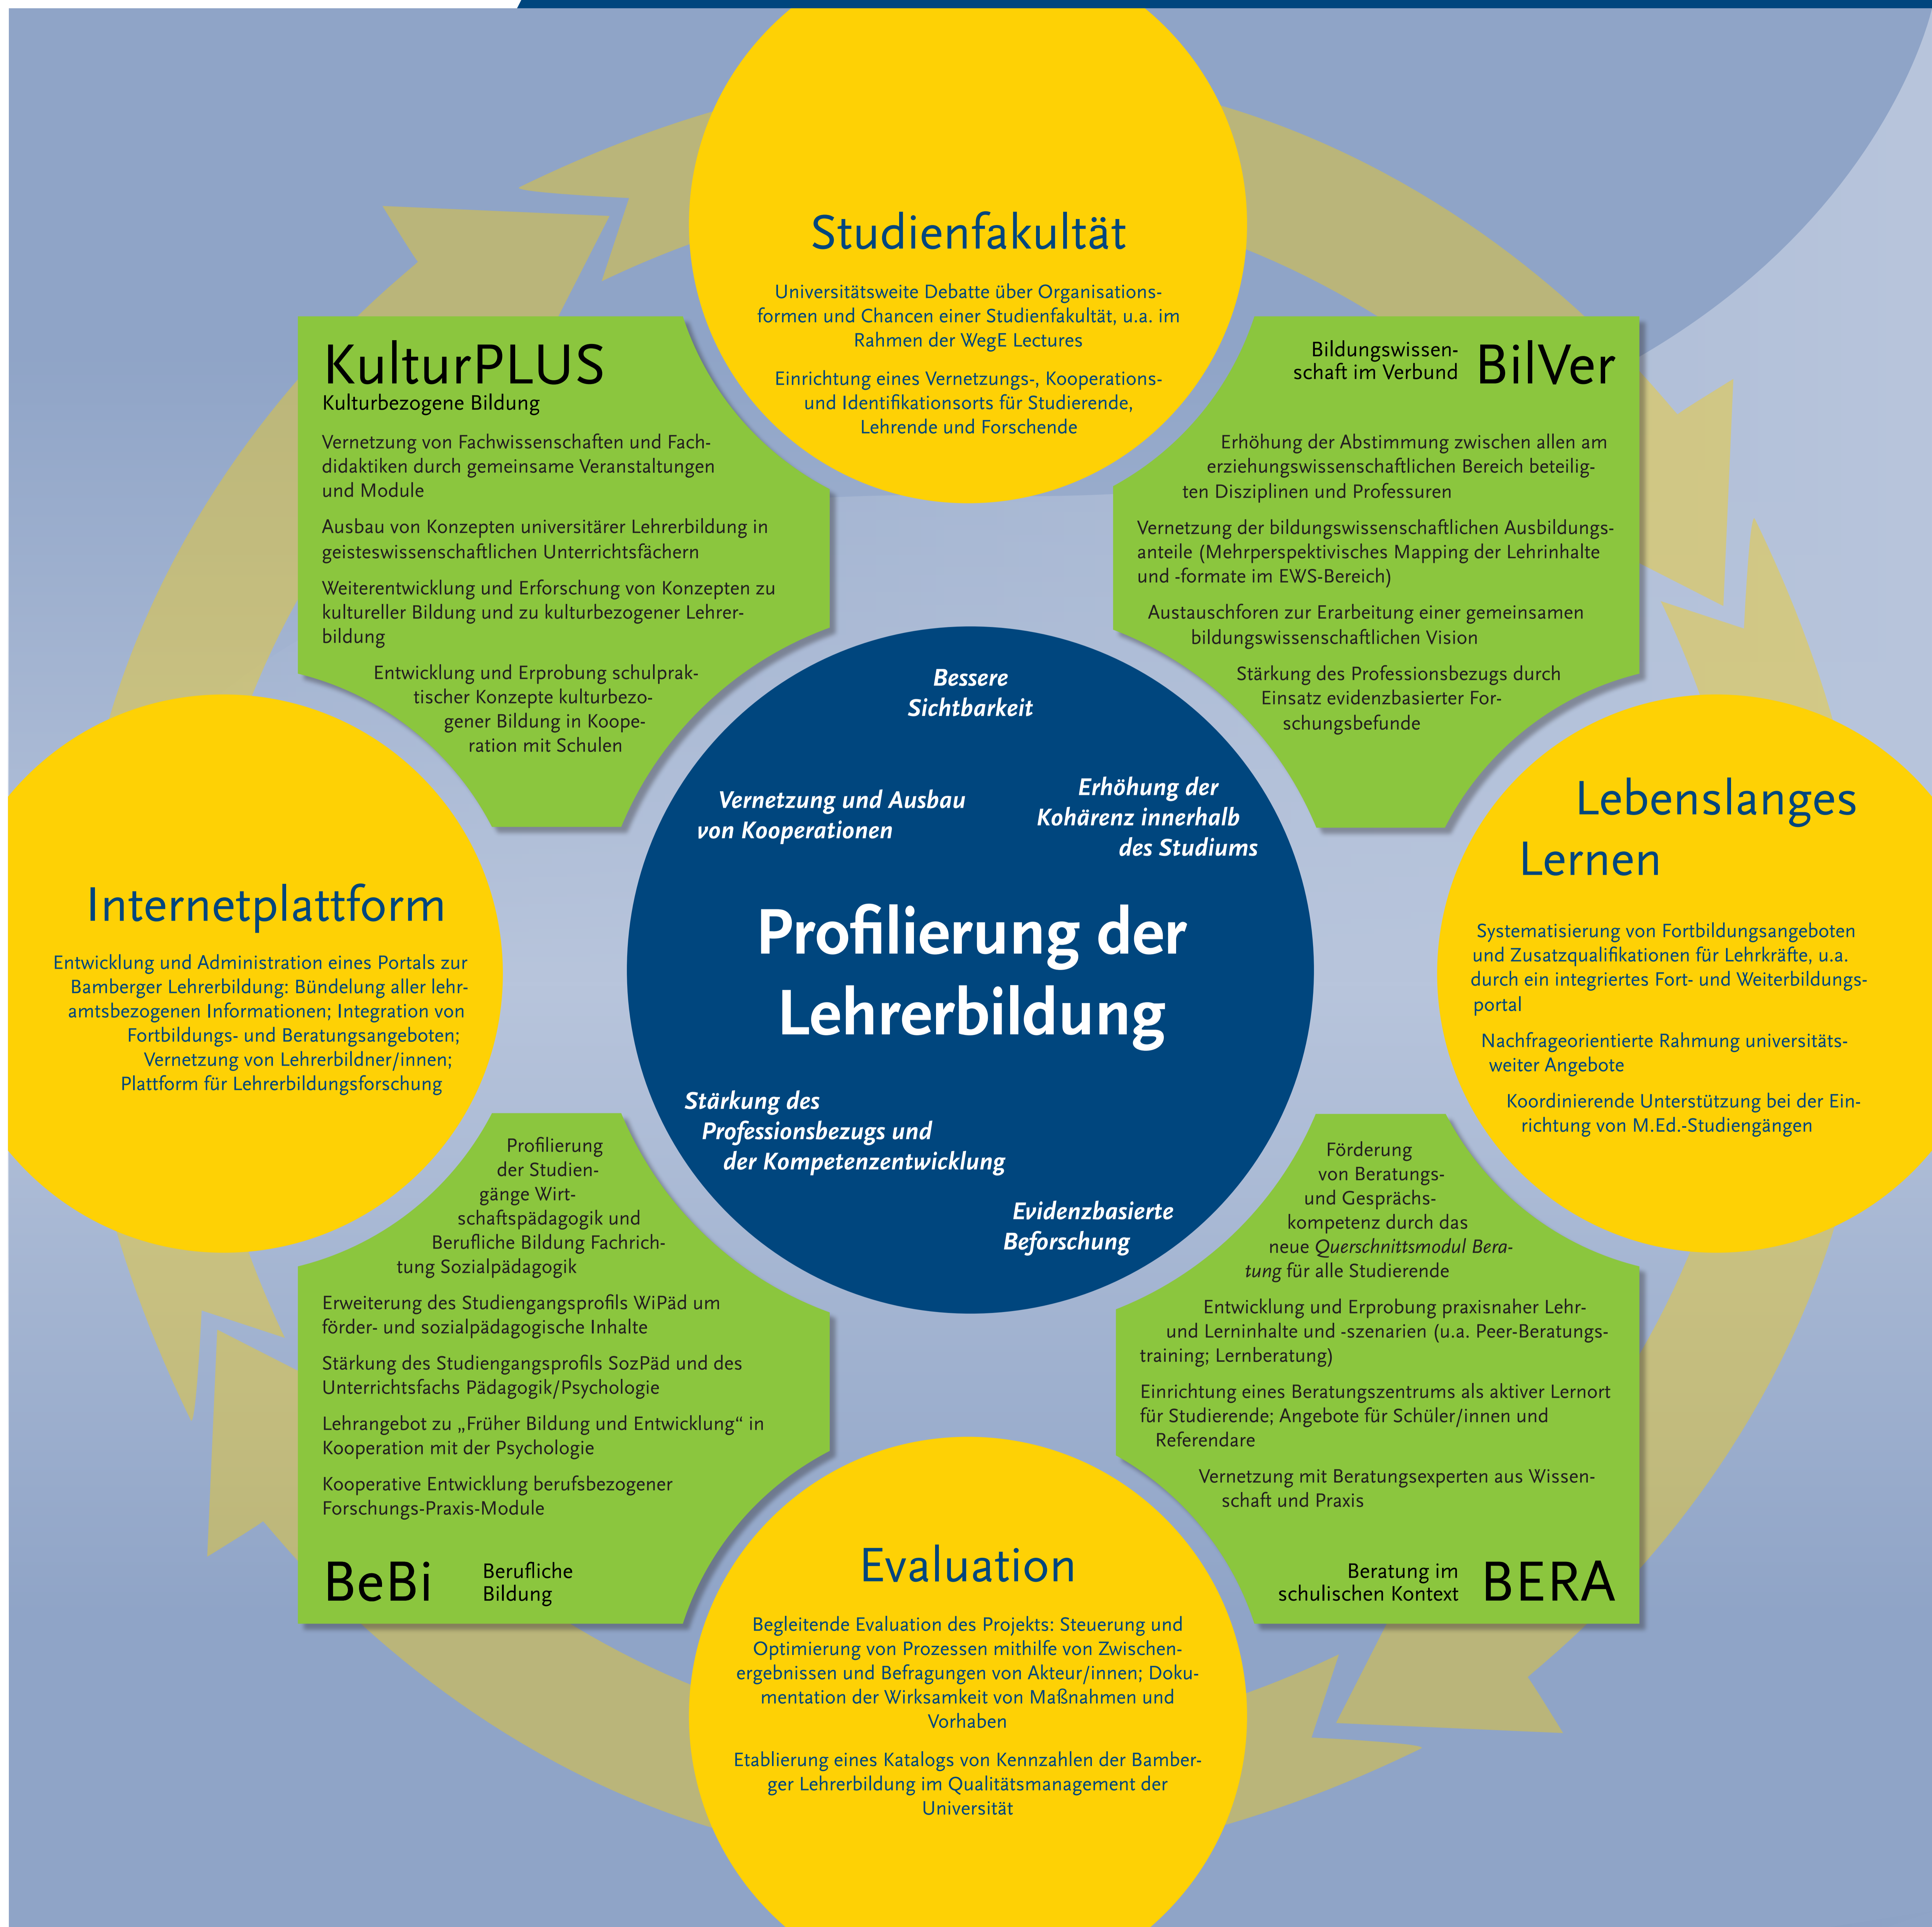 Studienfakultät
Universitätsweite Debatte über Organisations-
formen und Chancen einer Studienfakultät, u.a. im
Rahmen der WegE Lectures
Einrichtung eines Vernetzungs-, Kooperations-
und Identifikationsorts für Studierende,
Lehrende und Forschende
KulturPLUS
Kulturbezogene Bildung
Vernetzung von Fachwissenschaften und Fach-
didaktiken durch gemeinsame Veranstaltungen
und Module
Ausbau von Konzepten universitärer Lehrerbildung in
geisteswissenschaftlichen Unterrichtsfächern
Weiterentwicklung und Erforschung von Konzepten zu
kultureller Bildung und zu kulturbezogener Lehrer-
bildung
Entwicklung und Erprobung schulprak-
tischer Konzepte kulturbezo-
gener Bildung in Koope-
ration mit Schulen
Bildungswissen-
schaft im Verbund
BilVer
Erhöhung der Abstimmung zwischen allen am
erziehungswissenschaftlichen Bereich beteilig-
ten Disziplinen und Professuren
Vernetzung der bildungswissenschaftlichen Ausbildungs-
anteile (Mehrperspektivisches Mapping der Lehrinhalte
und -formate im EWS-Bereich)
Austauschforen zur Erarbeitung einer gemeinsamen
bildungswissenschaftlichen Vision
Stärkung des Professionsbezugs durch
Einsatz evidenzbasierter For-
schungsbefunde
Bessere
Sichtbarkeit
Vernetzung und Ausbau
von Kooperationen
Erhöhung der
Kohärenz innerhalb
des Studiums
Profilierung der
Lehrerbildung
Stärkung des
Professionsbezugs und
der Kompetenzentwicklung
Evidenzbasierte
Beforschung
Internetplattform
Entwicklung und Administration eines Portals zur
Bamberger Lehrerbildung: Bündelung aller lehr-
amtsbezogenen Informationen; Integration von
Fortbildungs- und Beratungsangeboten;
Vernetzung von Lehrerbildner/innen;
Plattform für Lehrerbildungsforschung
Lebenslanges
Lernen
Systematisierung von Fortbildungsangeboten
und Zusatzqualifikationen für Lehrkräfte, u.a.
durch ein integriertes Fort- und Weiterbildungs-
portal
Nachfrageorientierte Rahmung universitäts-
weiter Angebote
Koordinierende Unterstützung bei der Ein-
richtung von M.Ed.-Studiengängen
Profilierung
der Studien-
gänge Wirt-
schaftspädagogik und
Berufliche Bildung Fachrich-
tung Sozialpädagogik
Erweiterung des Studiengangsprofils WiPäd um
förder- und sozialpädagogische Inhalte
Stärkung des Studiengangsprofils SozPäd und des
Unterrichtsfachs Pädagogik/Psychologie
Lehrangebot zu „Früher Bildung und Entwicklung“ in
Kooperation mit der Psychologie
Kooperative Entwicklung berufsbezogener
Forschungs-Praxis-Module
BeBi
Berufliche
Bildung
Förderung
von Beratungs-
und Gesprächs-
kompetenz durch das
neue Querschnittsmodul Bera-
tung für alle Studierende
Entwicklung und Erprobung praxisnaher Lehr-
und Lerninhalte und -szenarien (u.a. Peer-Beratungs-
training; Lernberatung)
Einrichtung eines Beratungszentrums als aktiver Lernort
für Studierende; Angebote für Schüler/innen und
Referendare
Vernetzung mit Beratungsexperten aus Wissen-
schaft und Praxis
Beratung im
schulischen Kontext
BERA
Evaluation
Begleitende Evaluation des Projekts: Steuerung und
Optimierung von Prozessen mithilfe von Zwischen-
ergebnissen und Befragungen von Akteur/innen; Doku-
mentation der Wirksamkeit von Maßnahmen und
Vorhaben
Etablierung eines Katalogs von Kennzahlen der Bamber-
ger Lehrerbildung im Qualitätsmanagement der
Universität